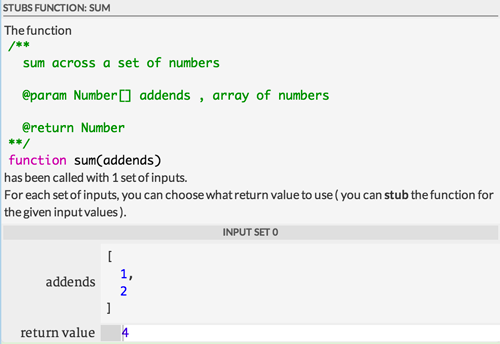 STUBS FUNCTION: SUM
The function
/**
sum across a set of numbers
@param Number[] addends , array of numbers
@return Number
**/
function sum(addends)
has been called with 1 set of inputs.
For each set of inputs, you can choose what return value to use ( you can stub the function for
the given input values ).
INPUT SET 0
addends
[
1,
2
]
return value 4